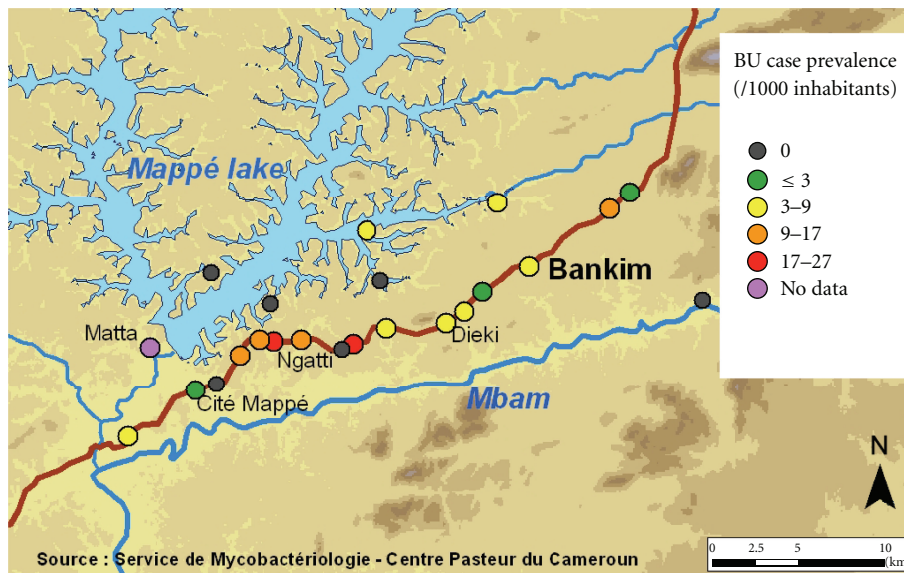 BU case prevalence
(/1000 inhabitants)
0
≤ 3
3–9
9–17
17–27
No data
Mappé lake
Bankim
Matta
Dieki
Ngatti
Cité Mappé
Mbam
N
0 2.5 5 10
(km)
Source : Service de Mycobactériologie - Centre Pasteur du Cameroun